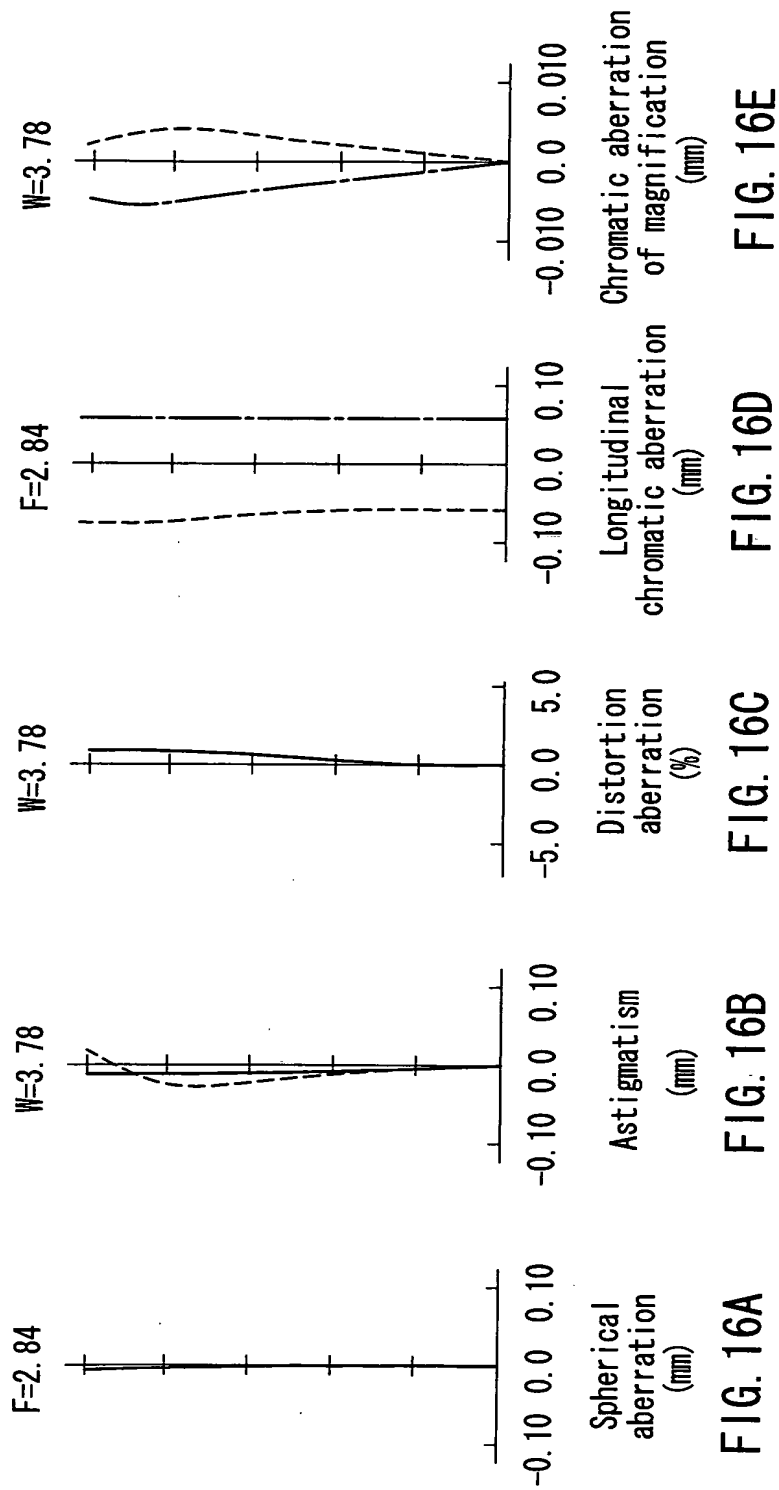 F=2.84
-0.10 0.0 0.10
Spherical
aberration
(mm)
FIG. 16A
W=3.78
-0.10 0.0 0.10
Astigmatism
(mm)
FIG. 16B
W=3.78
-5.0 0.0 5.0
Distortion
aberration
(%)
FIG. 16C
F=2.84
-0.10 0.0 0.10
Longitudinal
chromatic aberration
(mm)
FIG. 16D
W=3.78
-0.010 0.0 0.010
Chromatic aberration
of magnification
(mm)
FIG. 16E